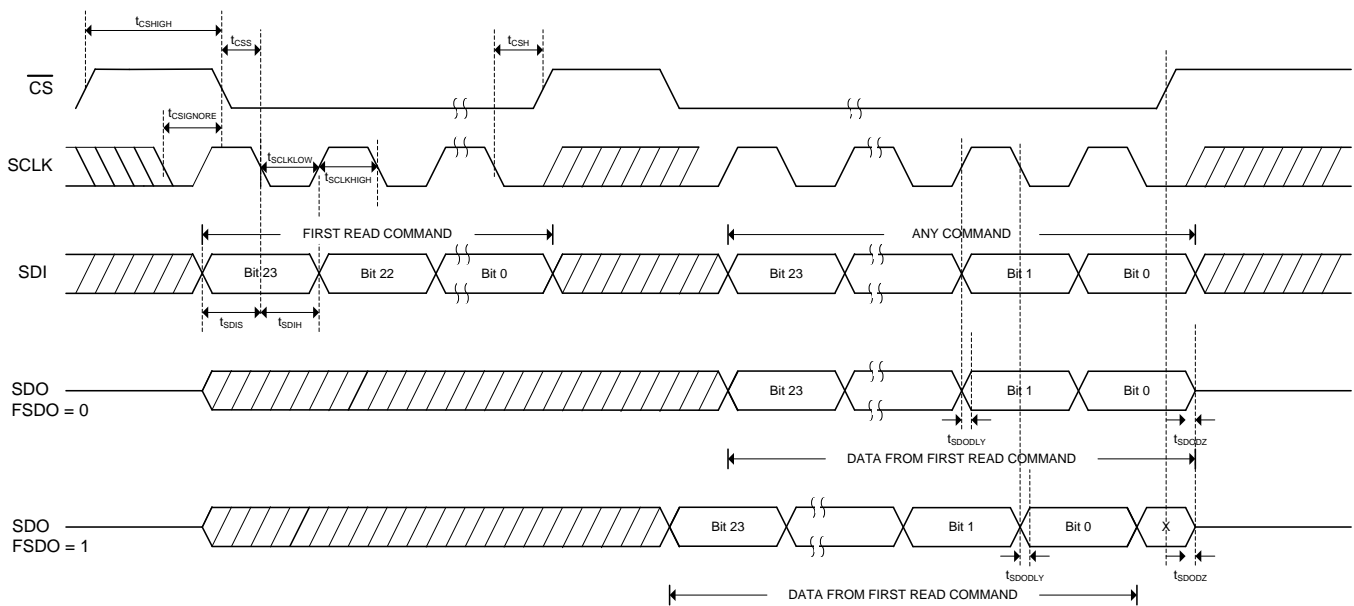 tCSHIGH
tCSS
tCSH
CS
tCSIGNORE
SCLK
tSCLKLOW
tSCLKHIGH
FIRST READ COMMAND
ANY COMMAND
SDI
Bit 23
Bit 22
Bit 0
Bit 23
Bit 1
Bit 0
tSDIS
tSDIH
SDO
FSDO = 0
Bit 23
Bit 1
Bit 0
tSDODLY
tSDODZ
DATA FROM FIRST READ COMMAND
SDO
FSDO = 1
Bit 23
Bit 1
Bit 0
X
tSDODLY
tSDODZ
DATA FROM FIRST READ COMMAND